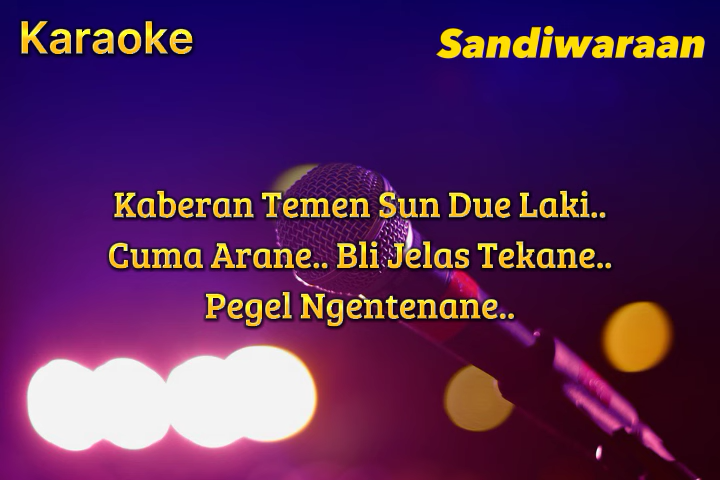 Karaoke
Sandiwaraan
Kaberan Temen Sun Due Laki..
Cuma Arane.. Bli Jelas Tekane..
Pegel Ngentenane..